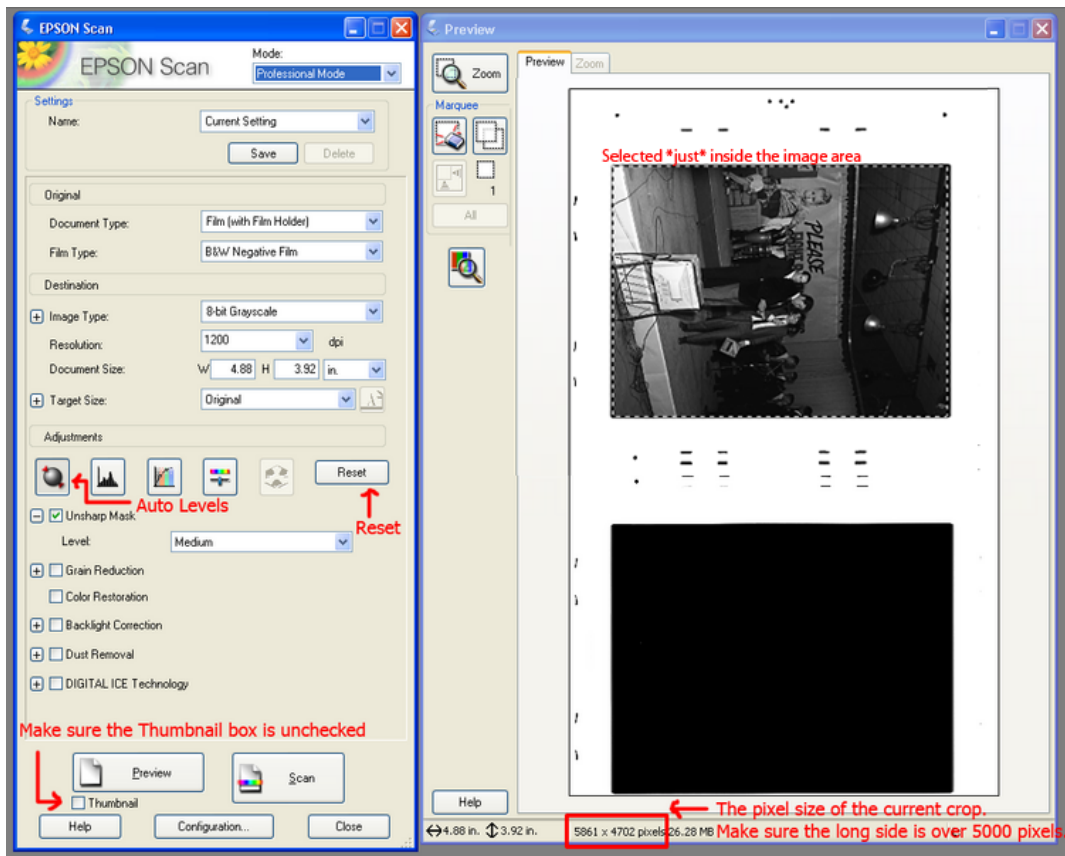 EPSON Scan
EPSON Scan
Mode:
Professional Mode
Settings
Name:
Current Setting
Save
Delete
Original
Document Type:
Film (with Film Holder)
Film Type:
B&W Negative Film
Destination
Image Type:
8-bit Grayscale
Resolution:
1200
dpi
Document Size:
W 4.88 H 3.92 in.
Target Size:
Original
Adjustments
Reset
Auto Levels
Reset
Unsharp Mask
Level:
Medium
Grain Reduction
Color Restoration
Backlight Correction
Dust Removal
DIGITAL ICE Technology
Make sure the Thumbnail box is unchecked
Preview
Scan
Thumbnail
Help
Configuration...
Close
Preview
Zoom
Preview
Zoom
Marquee
1
All
Selected *just* inside the image area
PLEASE
Help
The pixel size of the current crop.
4.88 in. 3.92 in.
5861 x 4702 pixels 26.28 MB
Make sure the long side is over 5000 pixels.